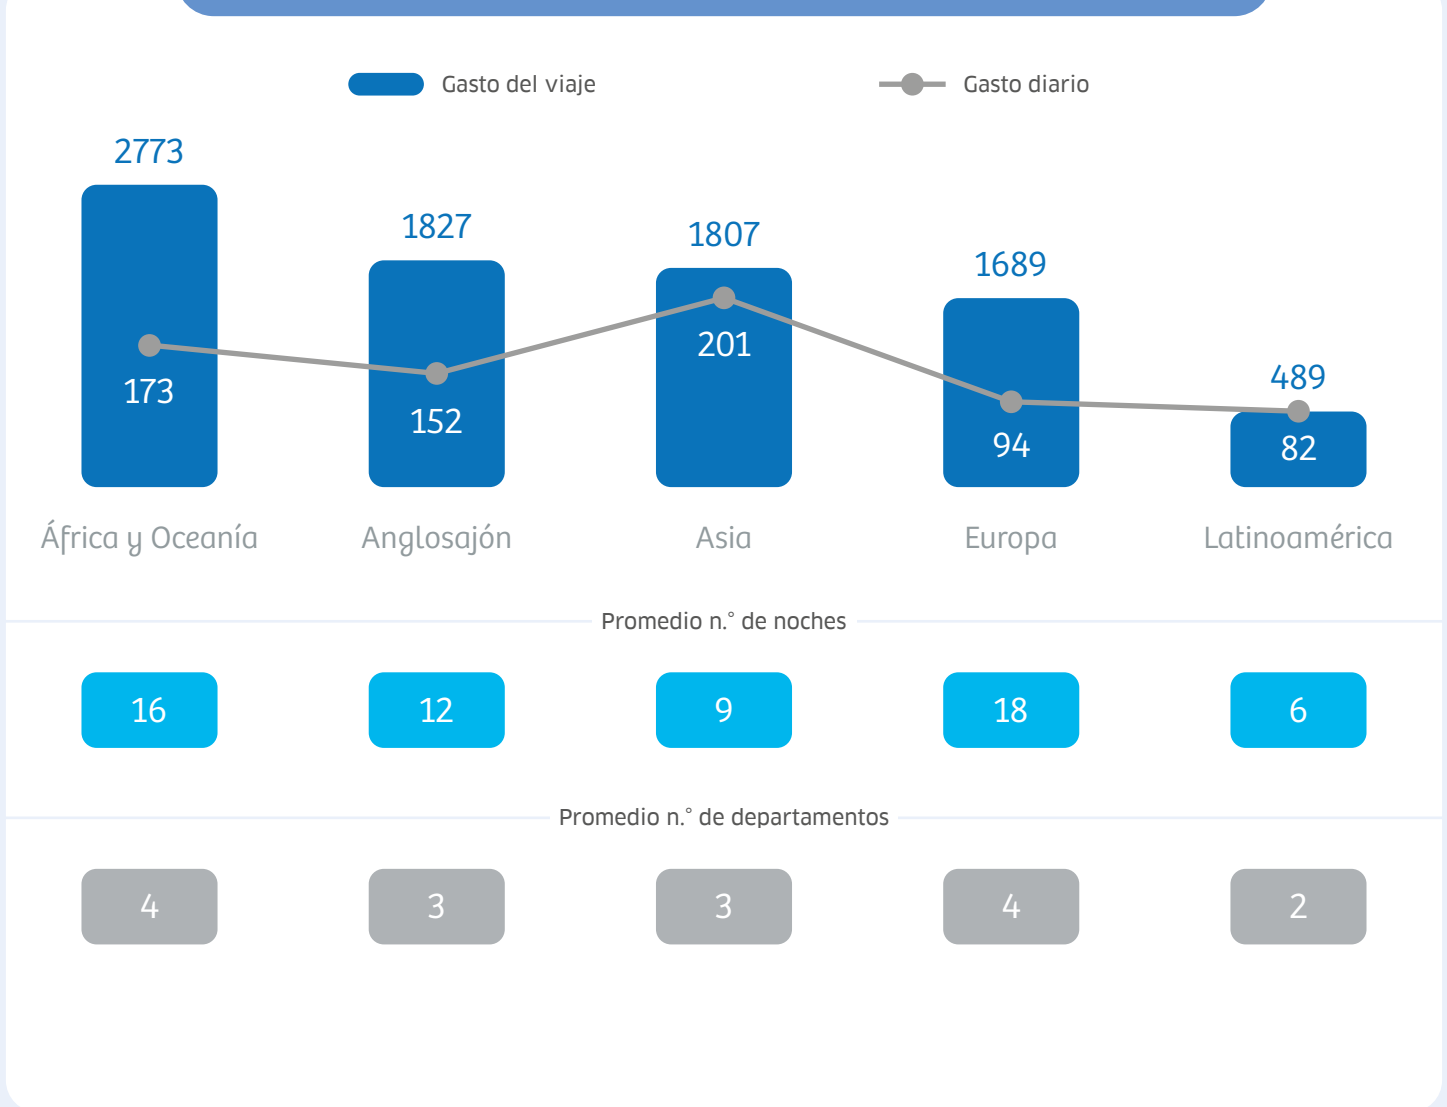 Gasto del viaje
Gasto diario
2773
1827
1807
1689
489
173
152
201
94
82
África y Oceanía
Anglosajón
Asia
Europa
Latinoamérica
Promedio n.° de noches
16
12
9
18
6
Promedio n.° de departamentos
4
3
3
4
2